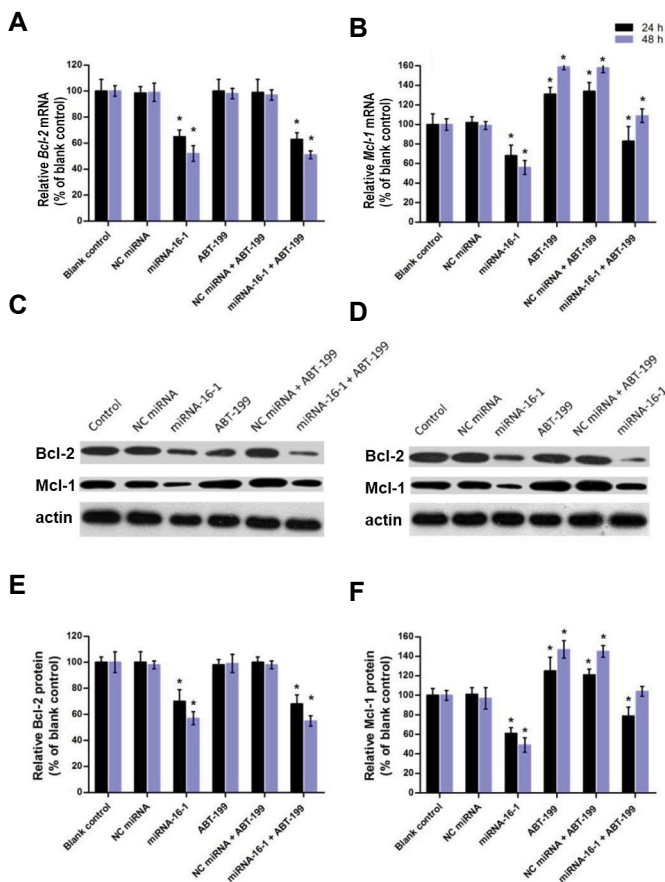 A
B
24 h
48 h
Relative Bcl-2 mRNA
(% of blank control)
120
100
80
60
40
20
0
* * * *
Blank control
NC miRNA
miRNA-16-1
ABT-199
NC miRNA + ABT-199
miRNA-16-1 + ABT-199
Relative Mcl-1 mRNA
(% of blank control)
160
140
120
100
80
60
40
20
0
* * * * * * * *
Blank control
NC miRNA
miRNA-16-1
ABT-199
NC miRNA + ABT-199
miRNA-16-1 + ABT-199
C
Control
NC miRNA
miRNA-16-1
ABT-199
NC miRNA + ABT-199
miRNA-16-1 + ABT-199
Bcl-2
Mcl-1
actin
D
Control
NC miRNA
miRNA-16-1
ABT-199
NC miRNA + ABT-199
miRNA-16-1
Bcl-2
Mcl-1
actin
E
Relative Bcl-2 protein
(% of blank control)
120
100
80
60
40
20
0
* * * *
Blank control
NC miRNA
miRNA-16-1
ABT-199
NC miRNA + ABT-199
miRNA-16-1 + ABT-199
F
Relative Mcl-1 protein
(% of blank control)
160
140
120
100
80
60
40
20
0
* * * * * * *
Blank control
NC miRNA
miRNA-16-1
ABT-199
NC miRNA + ABT-199
miRNA-16-1 + ABT-199